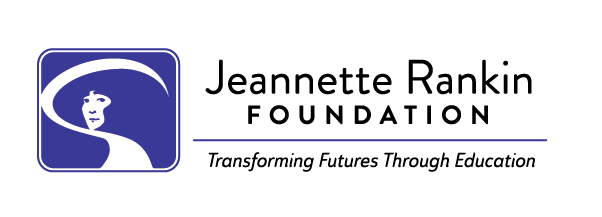 Jeannette Rankin
FOUNDATION
Transforming Futures Through Education